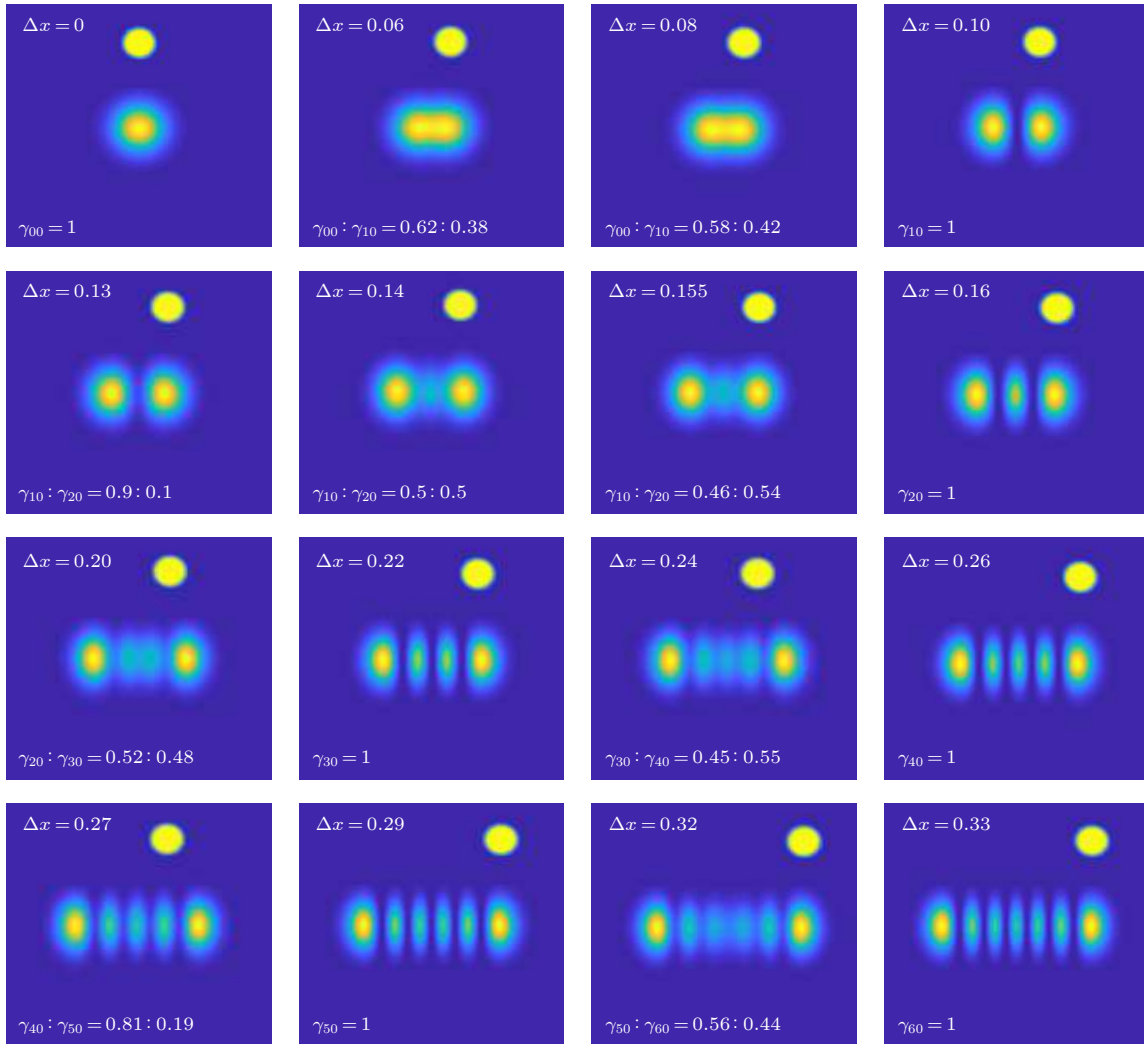 Δx = 0
γ₀₀ = 1
Δx = 0.06
γ₀₀ : γ₁₀ = 0.62 : 0.38
Δx = 0.08
γ₀₀ : γ₁₀ = 0.58 : 0.42
Δx = 0.10
γ₁₀ = 1
Δx = 0.13
γ₁₀ : γ₂₀ = 0.9 : 0.1
Δx = 0.14
γ₁₀ : γ₂₀ = 0.5 : 0.5
Δx = 0.155
γ₁₀ : γ₂₀ = 0.46 : 0.54
Δx = 0.16
γ₂₀ = 1
Δx = 0.20
γ₂₀ : γ₃₀ = 0.52 : 0.48
Δx = 0.22
γ₃₀ = 1
Δx = 0.24
γ₃₀ : γ₄₀ = 0.45 : 0.55
Δx = 0.26
γ₄₀ = 1
Δx = 0.27
γ₄₀ : γ₅₀ = 0.81 : 0.19
Δx = 0.29
γ₅₀ = 1
Δx = 0.32
γ₅₀ : γ₆₀ = 0.56 : 0.44
Δx = 0.33
γ₆₀ = 1